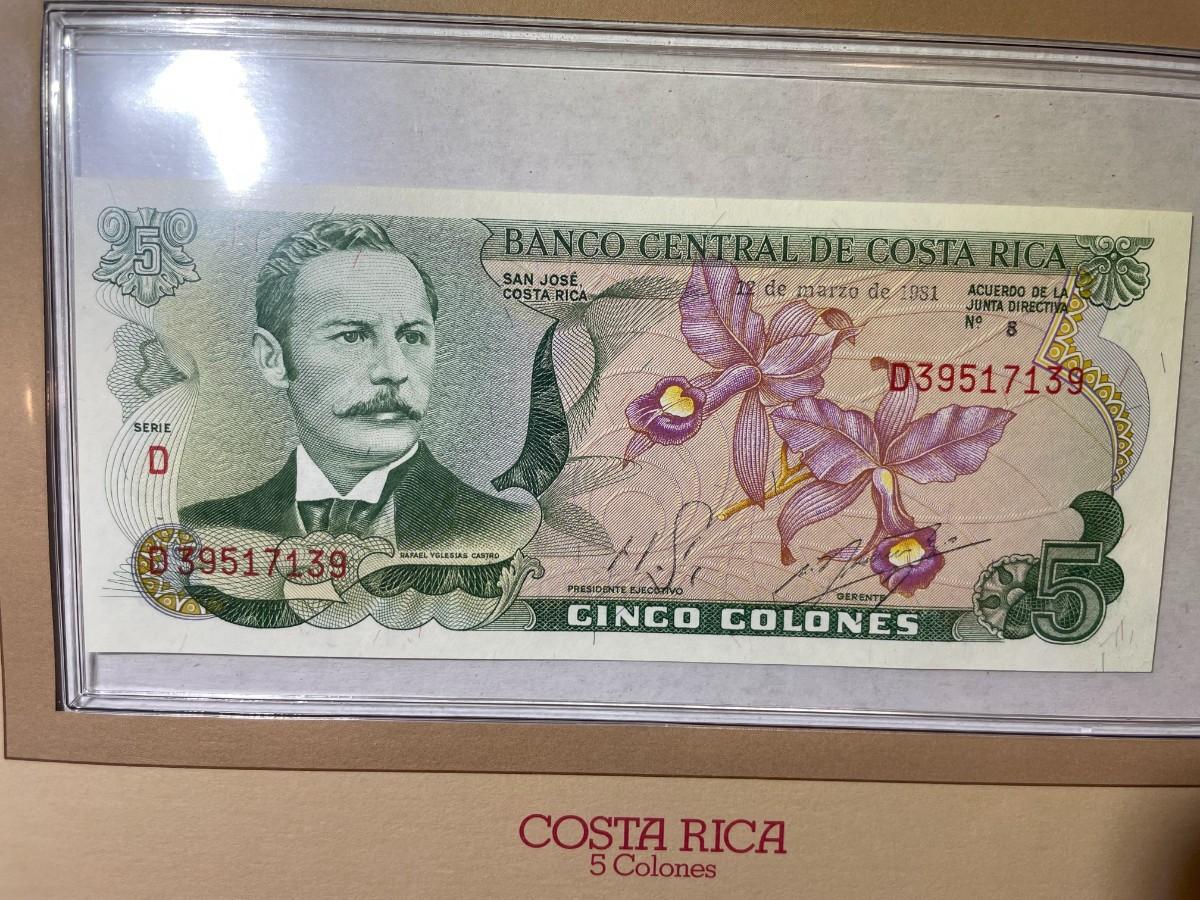 5
BANCO CENTRAL DE COSTA RICA
SAN JOSÉ,
COSTA RICA
12 de marzo de 1981
ACUERDO DE LA
JUNTA DIRECTIVA
Nº 8
D39517139
SERIE
D
D39517139
RAFAEL YGLESIAS CASTRO
PRESIDENTE EJECUTIVO
GERENTE
CINCO COLONES
5
COSTA RICA
5 Colones